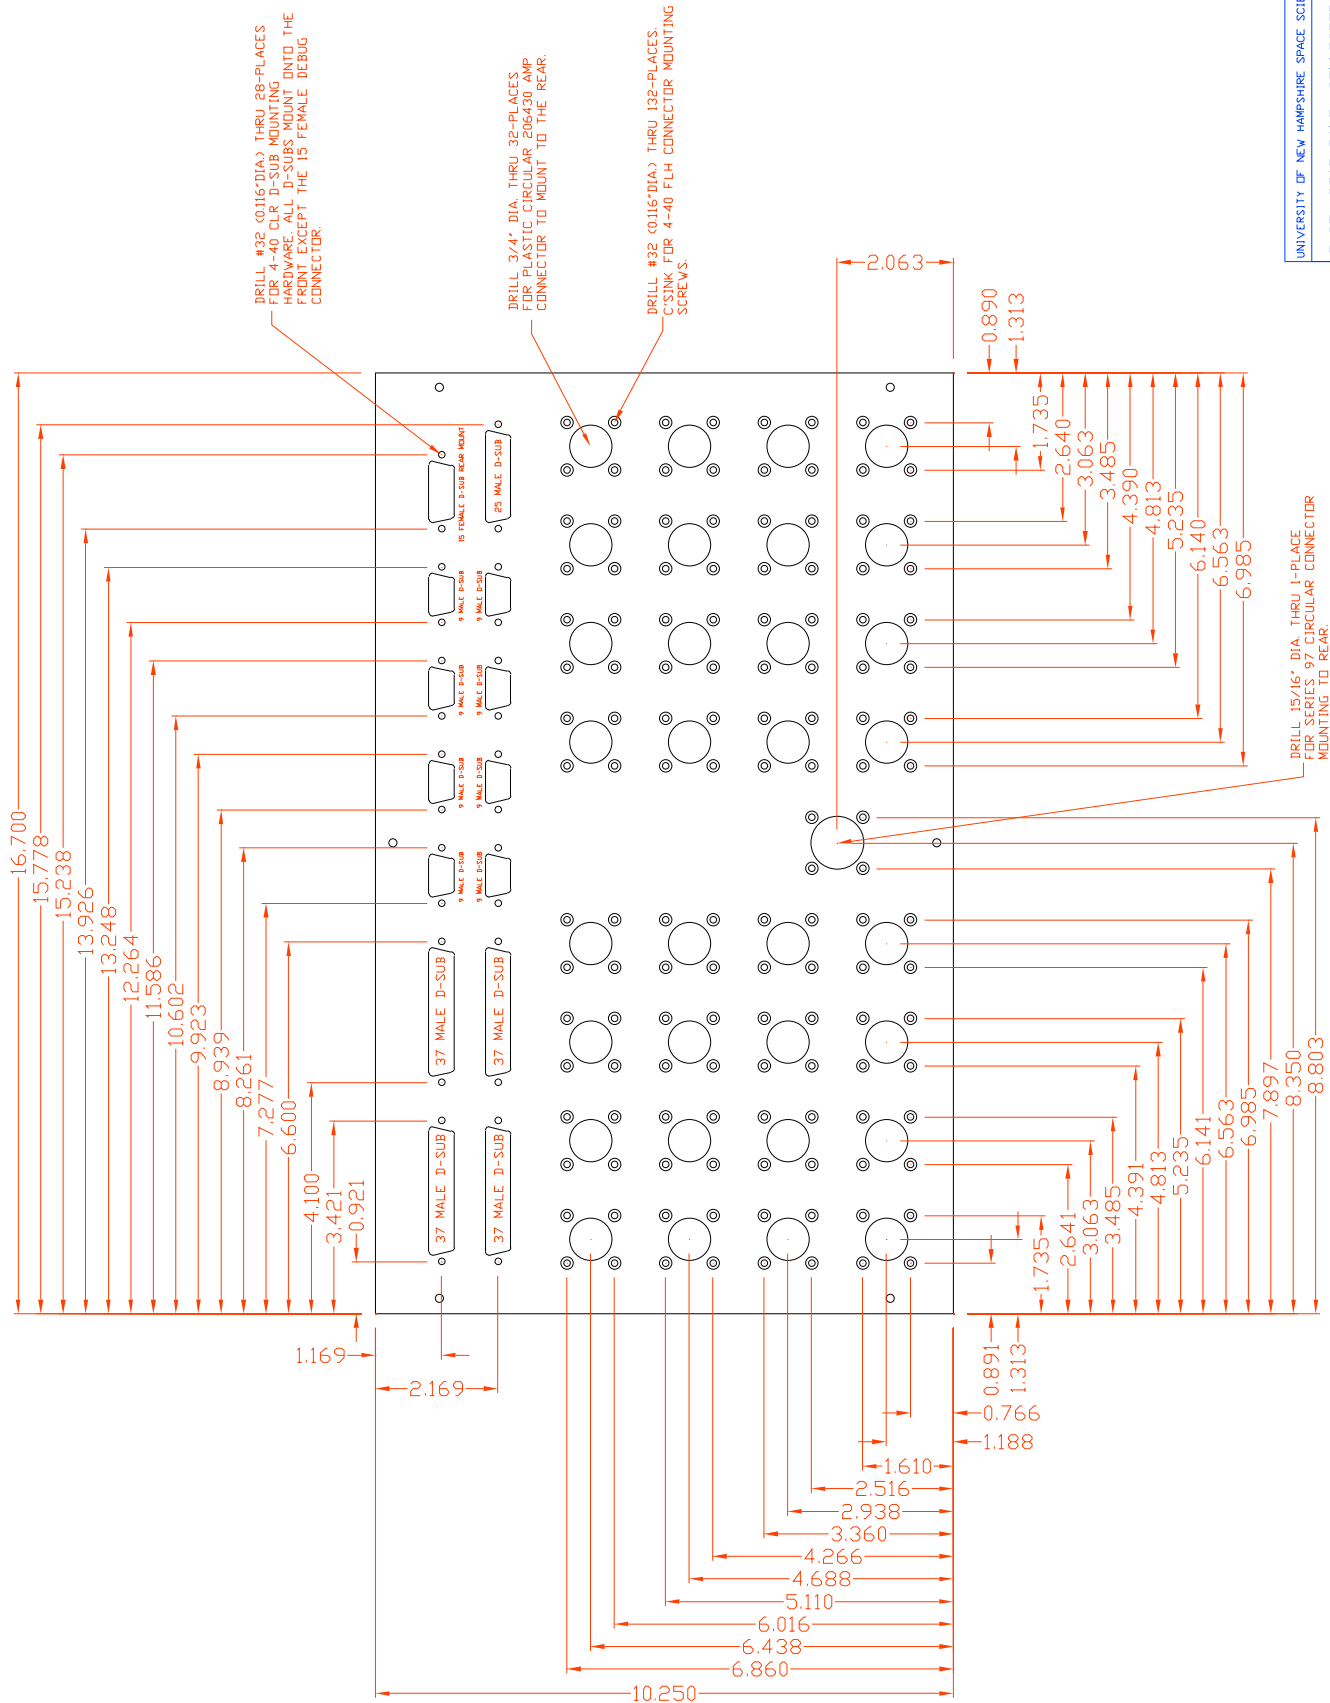 DRILL #32 (0.116"DIA.) THRU 28-PLACES
FOR 4-40 CLR D-SUB MOUNTING
HARDWARE. ALL D-SUBS MOUNT ONTO THE
FRONT EXCEPT THE 15 FEMALE DEBUG
CONNECTOR.
DRILL 3/4" DIA. THRU 32-PLACES
FOR PLASTIC CIRCULAR 206430 AMP
CONNECTOR TO MOUNT TO THE REAR.
DRILL #32 (0.116"DIA.) THRU 132-PLACES.
C'SINK FOR 4-40 FLH CONNECTOR MOUNTING
SCREWS.
UNIVERSITY OF NEW HAMPSHIRE SPACE
2.063
0.890
1.313
16.700
15.778
15.238
13.926
13.248
12.264
11.586
10.602
9.923
8.939
8.261
7.277
6.600
4.100
3.421
0.921
15 FEMALE D-SUB REAR MOUNT
25 MALE D-SUB
9 MALE D-SUB
9 MALE D-SUB
9 MALE D-SUB
9 MALE D-SUB
9 MALE D-SUB
9 MALE D-SUB
9 MALE D-SUB
9 MALE D-SUB
37 MALE D-SUB
37 MALE D-SUB
37 MALE D-SUB
37 MALE D-SUB
1.735
2.640
3.063
3.485
4.390
4.813
5.235
6.140
6.563
6.985
DRILL 15/16" DIA. THRU 1-PLACE
FOR SERIES 97 CIRCULAR CONNECTOR
MOUNTING TO REAR.
8.803
8.350
7.897
6.985
6.563
6.141
5.235
4.813
4.391
3.485
3.063
2.641
1.735
0.891
1.313
1.169
2.169
0.766
1.188
1.610
2.516
2.938
3.360
4.266
4.688
5.110
6.016
6.438
6.860
10.250